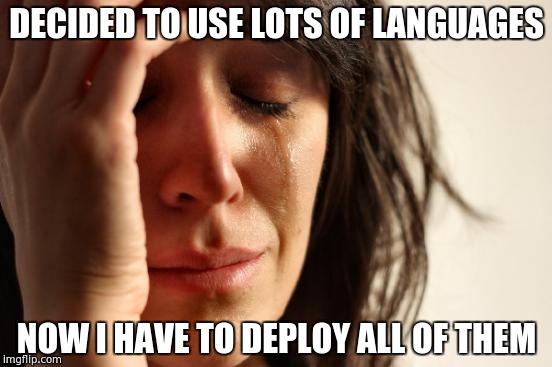 DECIDED TO USE LOTS OF LANGUAGES
NOW I HAVE TO DEPLOY ALL OF THEM
imgflip.com